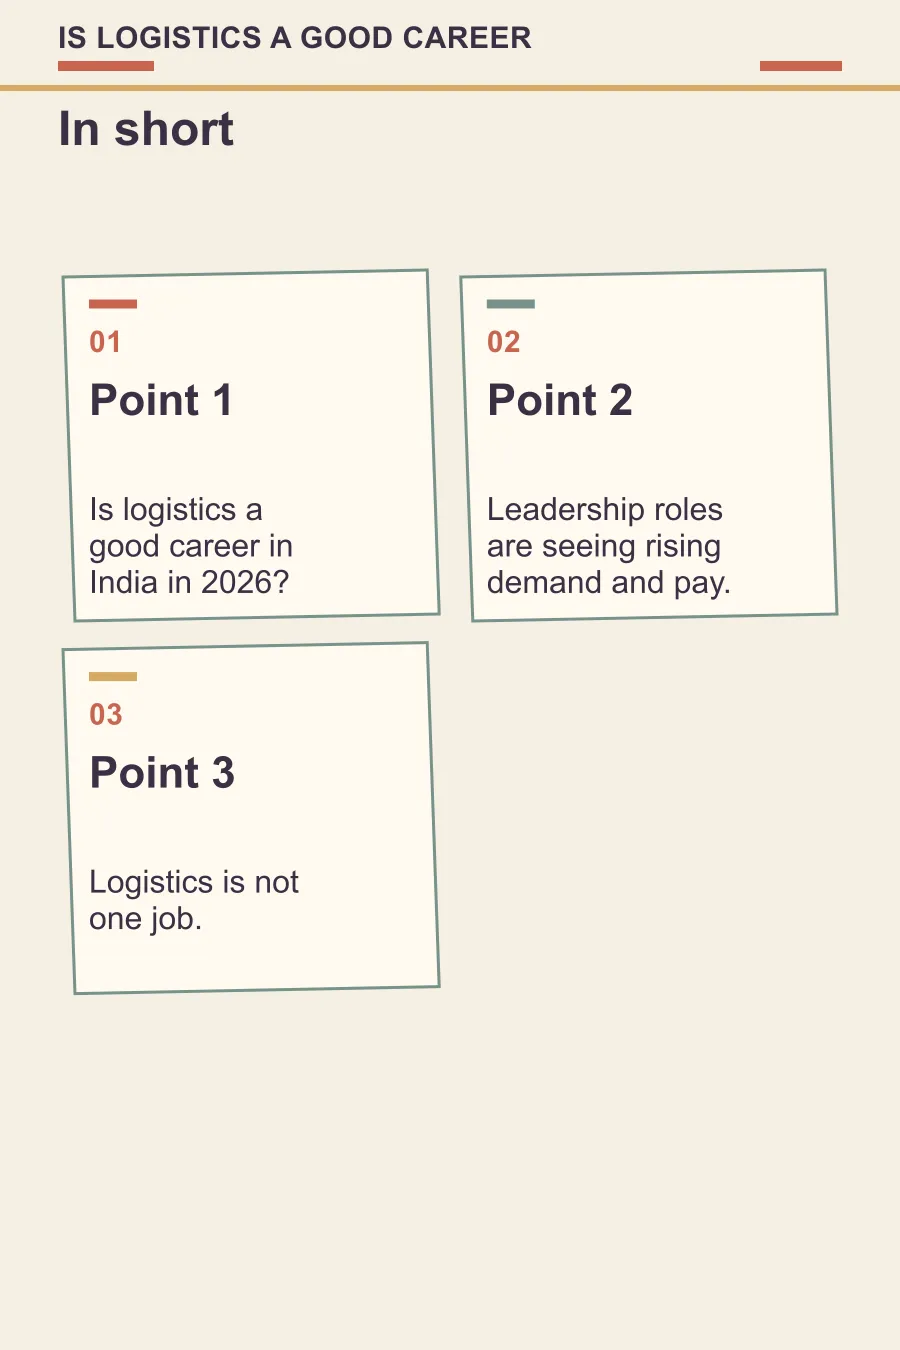 IS LOGISTICS A GOOD CAREER
In short
01
Point 1
Is logistics a
good career in
India in 2026?
02
Point 2
Leadership roles
are seeing rising
demand and pay.
03
Point 3
Logistics is not
one job.